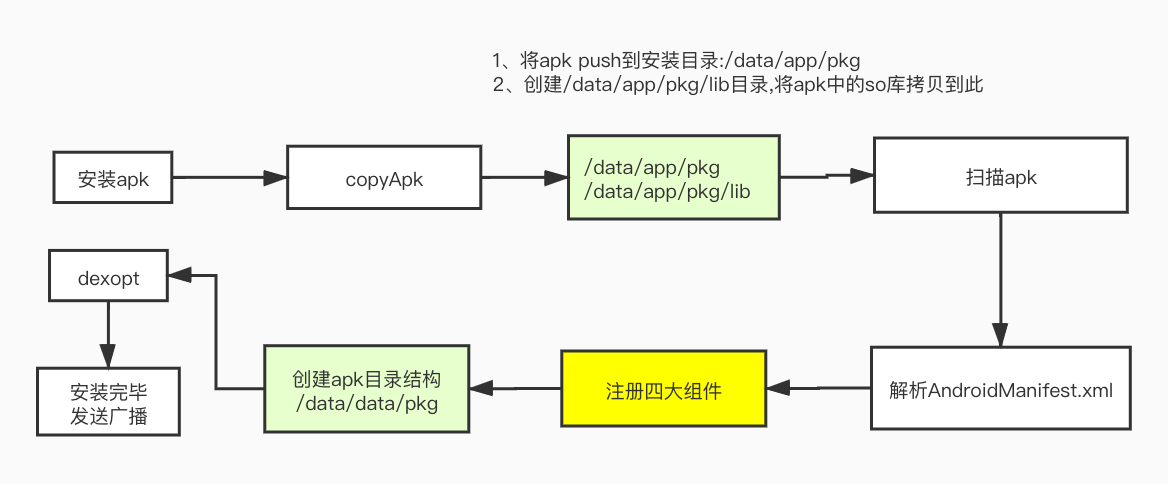 1、将apk push到安装目录:/data/app/pkg
2、创建/data/app/pkg/lib目录,将apk中的so库拷贝到此
安装apk
copyApk
/data/app/pkg
/data/app/pkg/lib
扫描apk
解析AndroidManifest.xml
注册四大组件
创建apk目录结构
/data/data/pkg
dexopt
安装完毕
发送广播